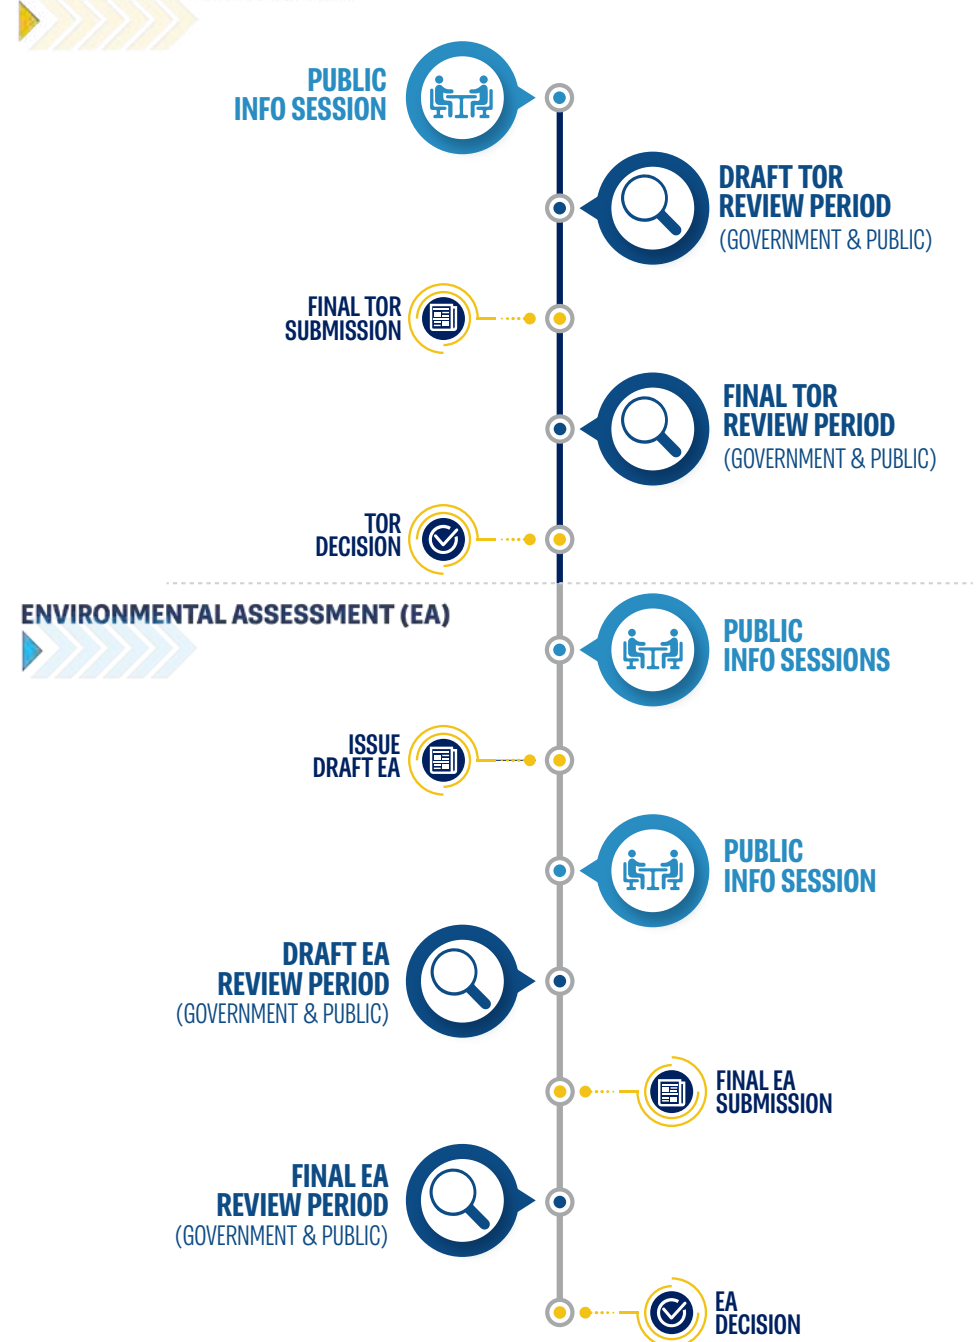 PUBLIC
INFO SESSION
DRAFT TOR
REVIEW PERIOD
(GOVERNMENT & PUBLIC)
FINAL TOR
SUBMISSION
FINAL TOR
REVIEW PERIOD
(GOVERNMENT & PUBLIC)
TOR
DECISION
ENVIRONMENTAL ASSESSMENT (EA)
PUBLIC
INFO SESSIONS
ISSUE
DRAFT EA
PUBLIC
INFO SESSION
DRAFT EA
REVIEW PERIOD
(GOVERNMENT & PUBLIC)
FINAL EA
SUBMISSION
FINAL EA
REVIEW PERIOD
(GOVERNMENT & PUBLIC)
EA
DECISION